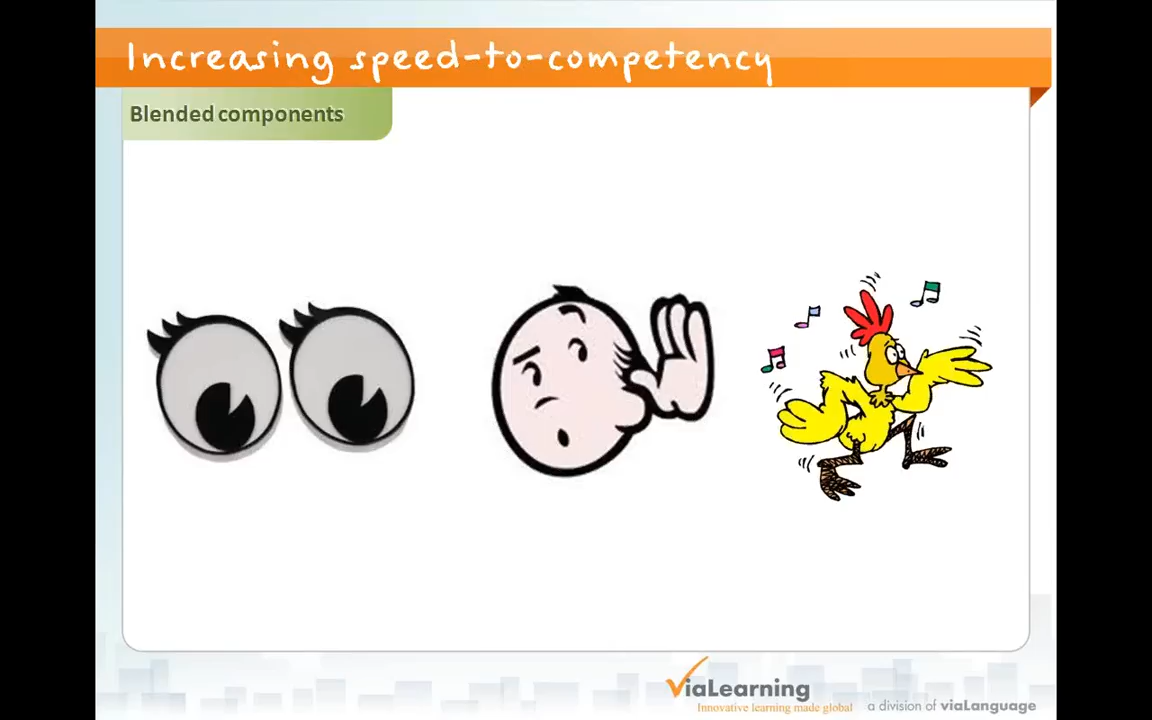 Increasing speed-to-competency
Blended components
ViaLearning
Innovative learning made global
a division of viaLanguage